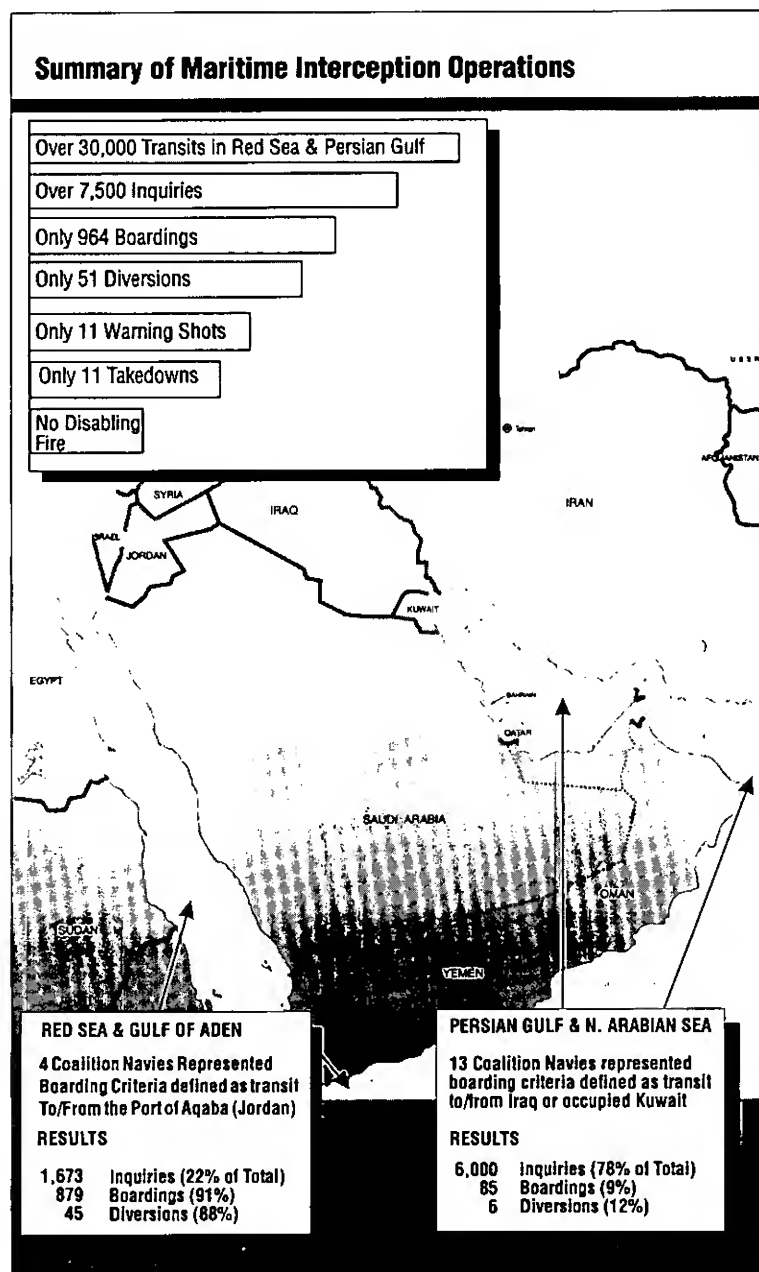 Summary of Maritime Interception Operations
Over 30,000 Transits in Red Sea & Persian Gulf
Over 7,500 Inquiries
Only 964 Boardings
Only 51 Diversions
Only 11 Warning Shots
Only 11 Takedowns
No Disabling
Fire
USSR
Tehran
AFGHANISTAN
SYRIA
IRAQ
IRAN
ISRAEL
JORDAN
KUWAIT
EGYPT
BAHRAIN
QATAR
SAUDI ARABIA
OMAN
SUDAN
YEMEN
RED SEA & GULF OF ADEN
4 Coalition Navies Represented
Boarding Criteria defined as transit
To/From the Port of Aqaba (Jordan)
RESULTS
1,673 Inquiries (22% of Total)
879 Boardings (91%)
45 Diversions (88%)
PERSIAN GULF & N. ARABIAN SEA
13 Coalition Navies represented
boarding criteria defined as transit
to/from Iraq or occupied Kuwait
RESULTS
6,000 Inquiries (78% of Total)
85 Boardings (9%)
6 Diversions (12%)